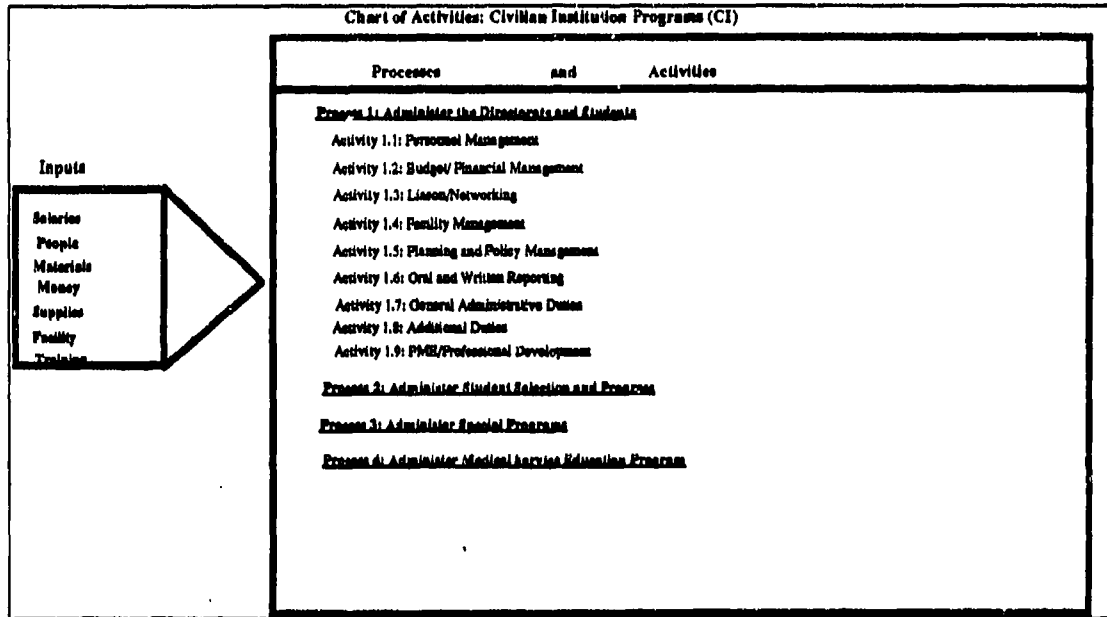 Chart of Activities: Civilian Institution Programs (CI)
Processes and Activities
Process 1: Administer the Directorate and Students
Activity 1.1: Personnel Management
Activity 1.2: Budget/ Financial Management
Activity 1.3: Liason/Networking
Activity 1.4: Facility Management
Activity 1.5: Planning and Policy Management
Activity 1.6: Oral and Written Reporting
Activity 1.7: General Administrative Duties
Activity 1.8: Additional Duties
Activity 1.9: PME/Professional Development
Process 2: Administer Student Selection and Progress
Process 3: Administer Special Programs
Process 4: Administer Medical Service Education Program
Inputs
Salaries
People
Materials
Money
Supplies
Facility
Training